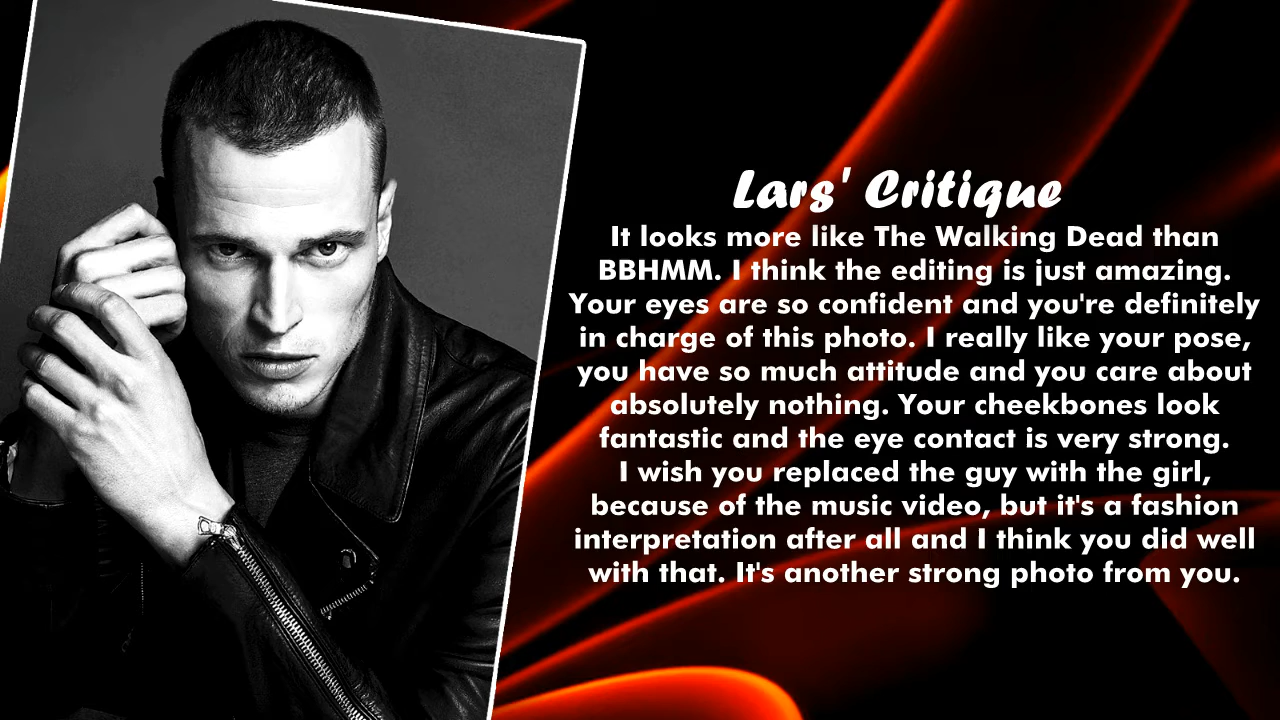 Lars' Critique
It looks more like The Walking Dead than
BBHMM. I think the editing is just amazing.
Your eyes are so confident and you're definitely
in charge of this photo. I really like your pose,
you have so much attitude and you care about
absolutely nothing. Your cheekbones look
fantastic and the eye contact is very strong.
I wish you replaced the guy with the girl,
because of the music video, but it's a fashion
interpretation after all and I think you did well
with that. It's another strong photo from you.